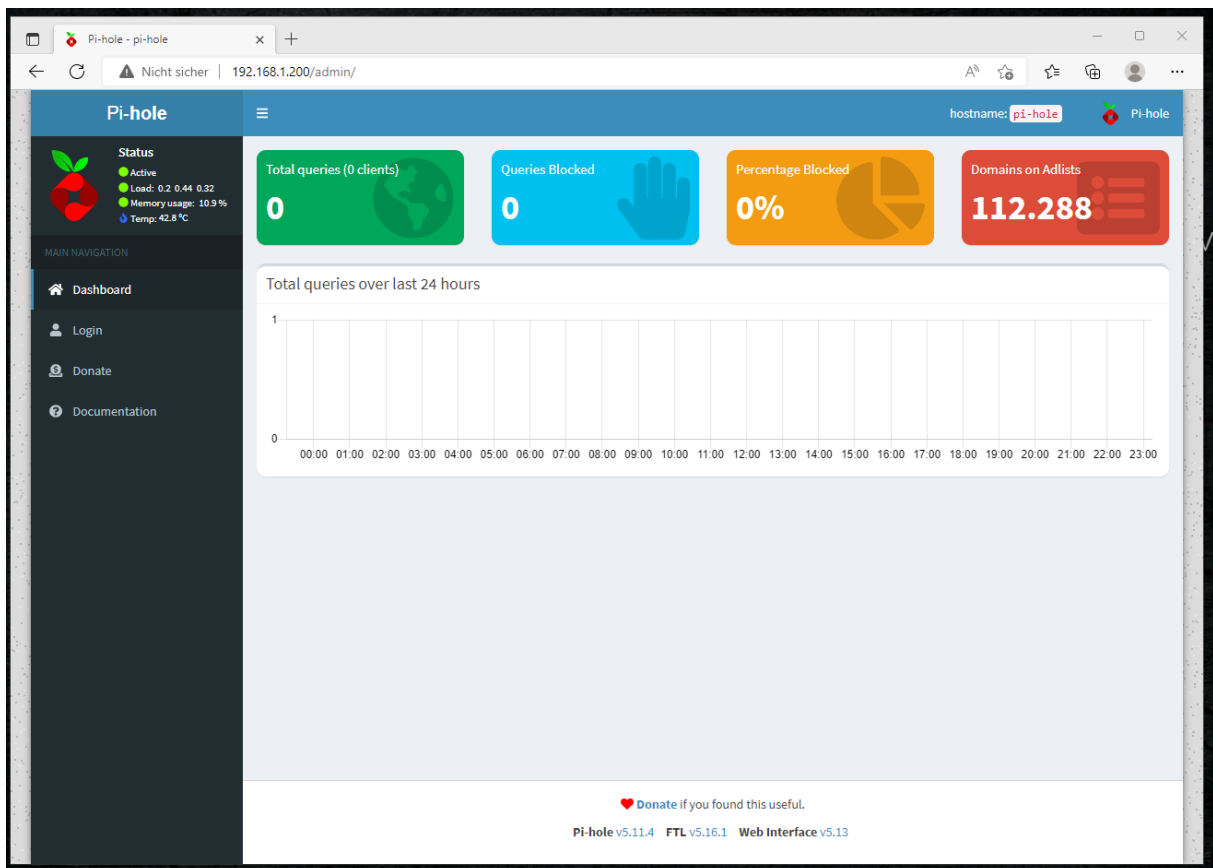 Pi-hole - pi-hole
Nicht sicher | 192.168.1.200/admin/
Pi-hole
hostname: pi-hole
Pi-hole
Status
Active
Load: 0.2 0.44 0.32
Memory usage: 10.9 %
Temp: 42.8 °C
MAIN NAVIGATION
Dashboard
Login
Donate
Documentation
Total queries (0 clients)
0
Queries Blocked
0
Percentage Blocked
0%
Domains on Adlists
112.288
Total queries over last 24 hours
1
0
00:00 01:00 02:00 03:00 04:00 05:00 06:00 07:00 08:00 09:00 10:00 11:00 12:00 13:00 14:00 15:00 16:00 17:00 18:00 19:00 20:00 21:00 22:00 23:00
Donate if you found this useful.
Pi-hole v5.11.4 FTL v5.16.1 Web Interface v5.13